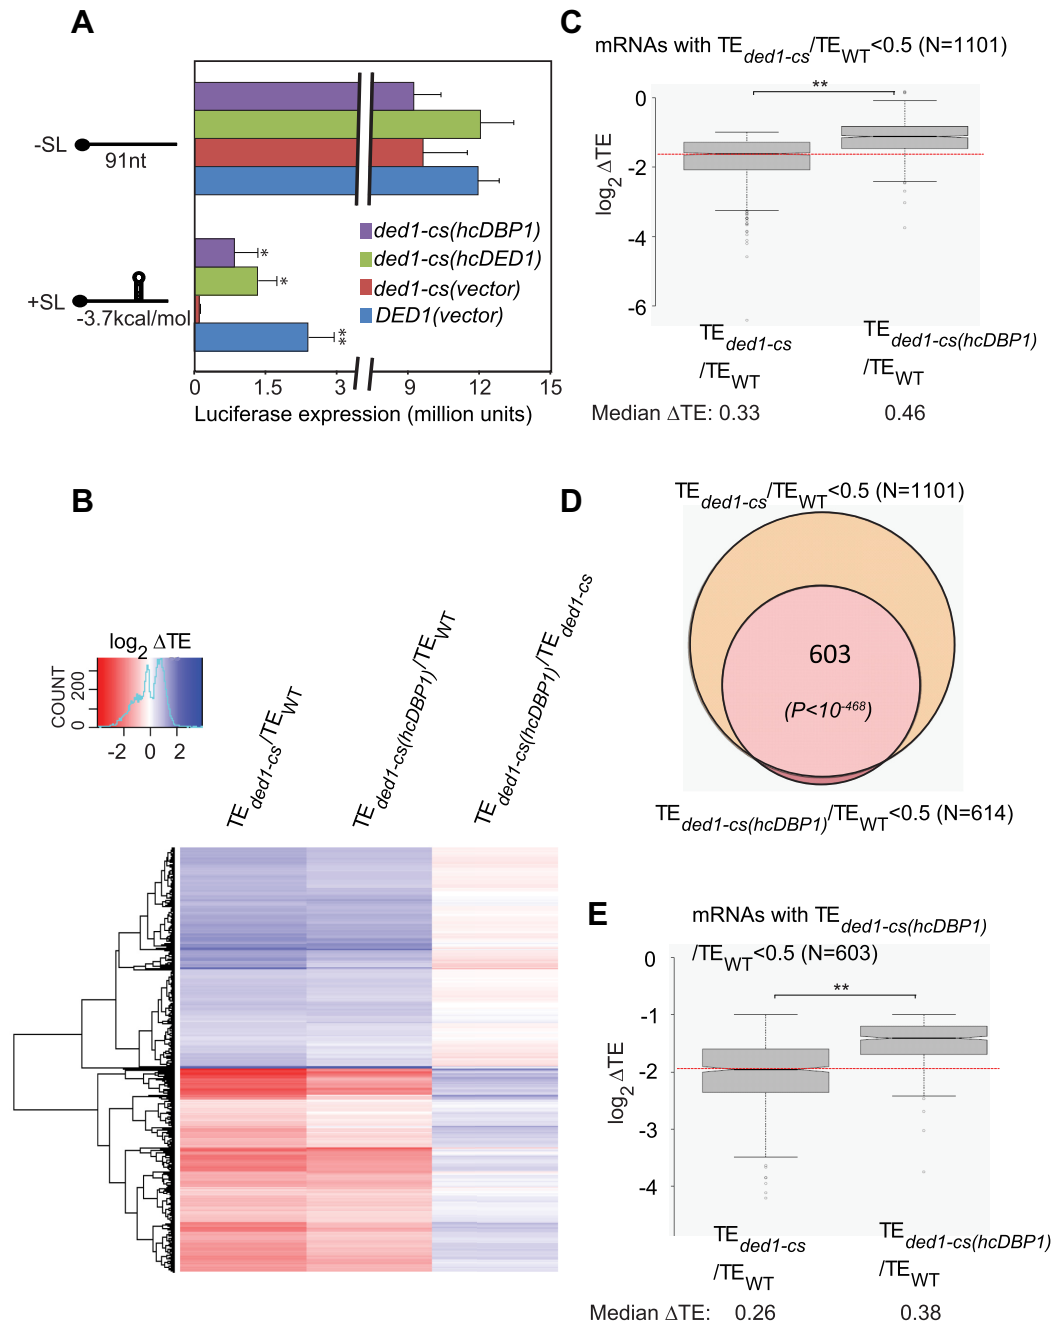 A
-SL
91nt
+SL
-3.7kcal/mol
ded1-cs(hcDBP1)
ded1-cs(hcDED1)
ded1-cs(vector)
DED1(vector)
*
*
**
0 1.5 3 9 12 15
Luciferase expression (million units)
C
mRNAs with TEded1-cs/TEWT<0.5 (N=1101)
**
0
-2
-4
-6
log2 ΔTE
TEded1-cs
/TEWT
TEded1-cs(hcDBP1)
/TEWT
Median ΔTE: 0.33 0.46
B
log2 ΔTE
COUNT
0 200
-2 0 2
TEded1-cs/TEWT
TEded1-cs(hcDBP1)/TEWT
TEded1-cs(hcDBP1)/TEded1-cs
D
TEded1-cs/TEWT<0.5 (N=1101)
603
(P<10-468)
TEded1-cs(hcDBP1)/TEWT<0.5 (N=614)
E
mRNAs with TEded1-cs(hcDBP1)
/TEWT<0.5 (N=603)
**
0
-1
-2
-3
-4
log2 ΔTE
TEded1-cs
/TEWT
TEded1-cs(hcDBP1)
/TEWT
Median ΔTE: 0.26 0.38